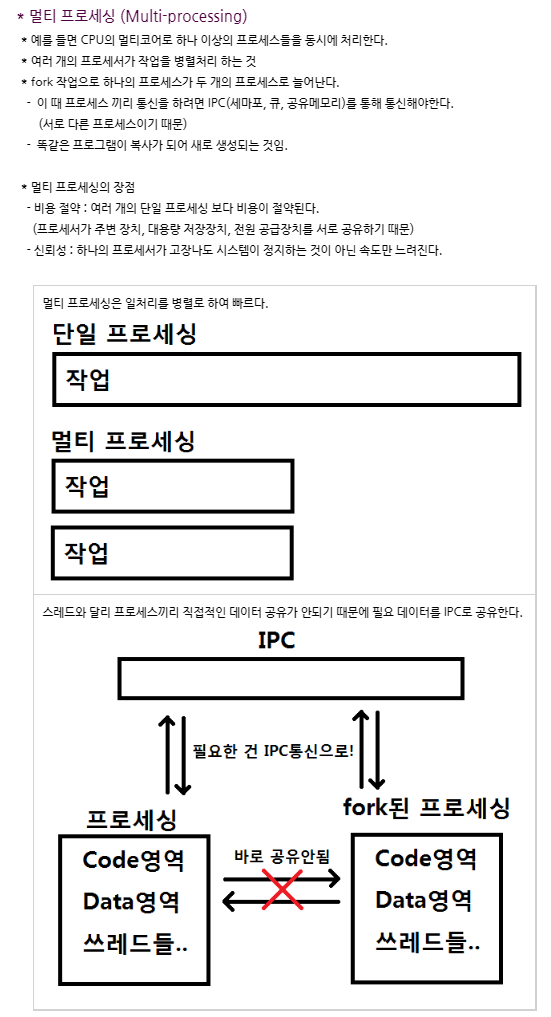 * 멀티 프로세싱 (Multi-processing)
* 예를 들면 CPU의 멀티코어로 하나 이상의 프로세스들을 동시에 처리한다.
* 여러 개의 프로세서가 작업을 병렬처리 하는 것
* fork 작업으로 하나의 프로세스가 두 개의 프로세스로 늘어난다.
- 이 때 프로세스 끼리 통신을 하려면 IPC(세마포, 큐, 공유메모리)를 통해 통신해야한다.
(서로 다른 프로세스이기 때문)
- 똑같은 프로그램이 복사가 되어 새로 생성되는 것임.
* 멀티 프로세싱의 장점
- 비용 절약 : 여러 개의 단일 프로세싱 보다 비용이 절약된다.
(프로세서가 주변 장치, 대용량 저장장치, 전원 공급장치를 서로 공유하기 때문)
- 신뢰성 : 하나의 프로세서가 고장나도 시스템이 정지하는 것이 아닌 속도만 느려진다.
멀티 프로세싱은 일처리를 병렬로 하여 빠르다.
단일 프로세싱
작업
멀티 프로세싱
작업
작업
스레드와 달리 프로세스끼리 직접적인 데이터 공유가 안되기 때문에 필요 데이터를 IPC로 공유한다.
IPC
필요한 건 IPC통신으로!
프로세싱
fork된 프로세싱
Code영역
Data영역
쓰레드들..
바로 공유안됨
Code영역
Data영역
쓰레드들..